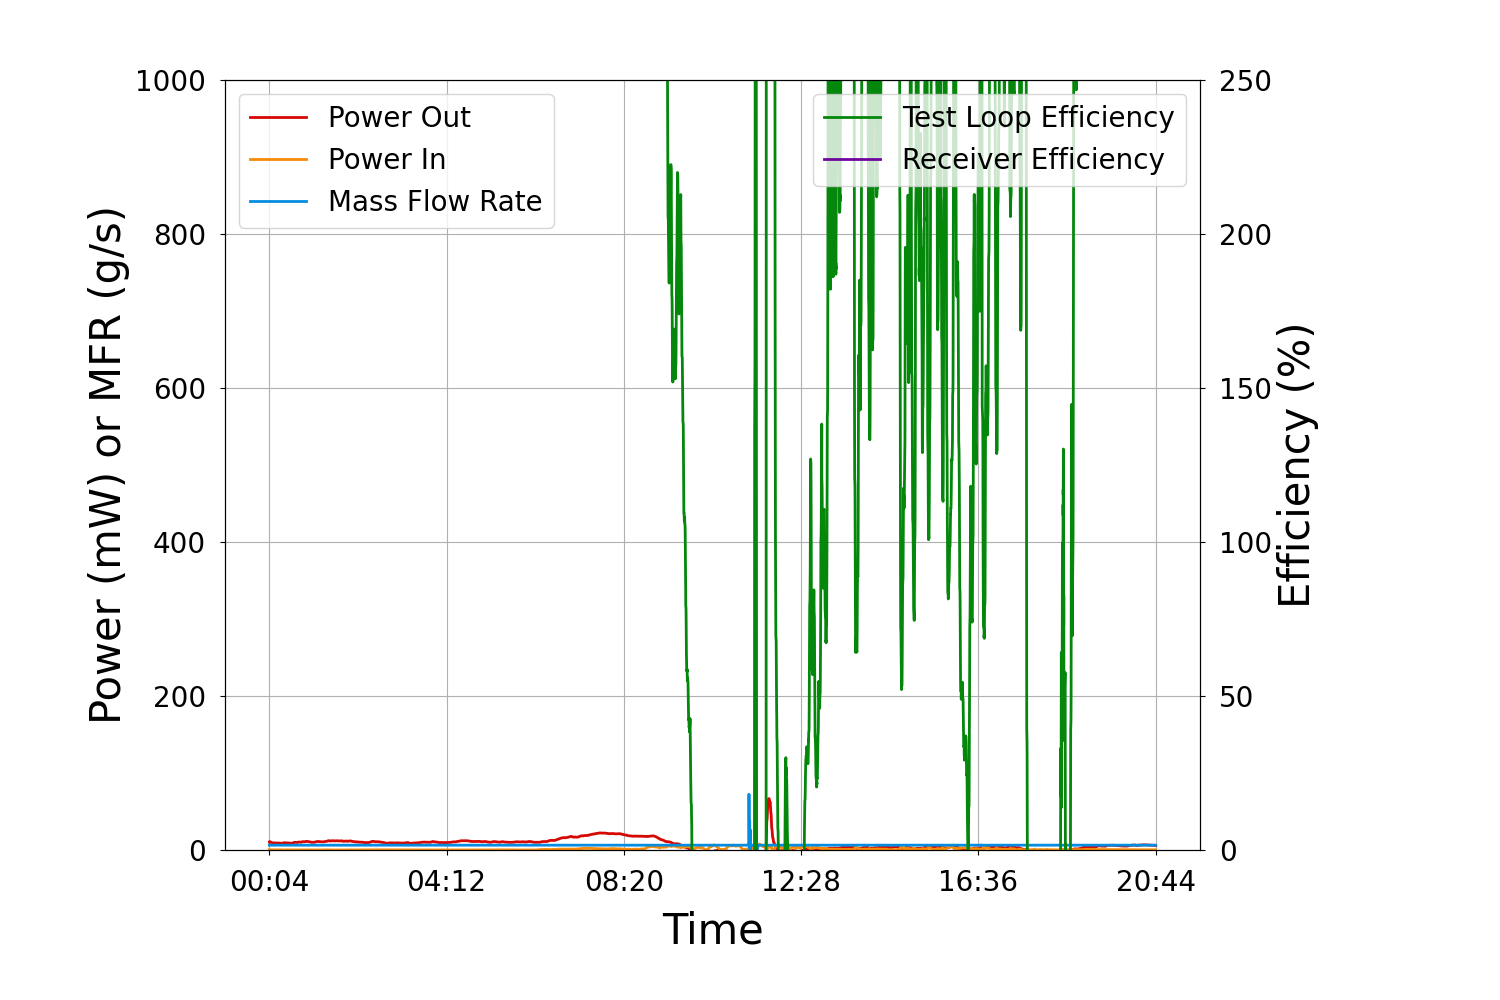 1000
800
600
400
200
0
Power (mW) or MFR (g/s)
Power Out
Power In
Mass Flow Rate
Test Loop Efficiency
Receiver Efficiency
250
200
150
100
50
0
Efficiency (%)
00:04 04:12 08:20 12:28 16:36 20:44
Time